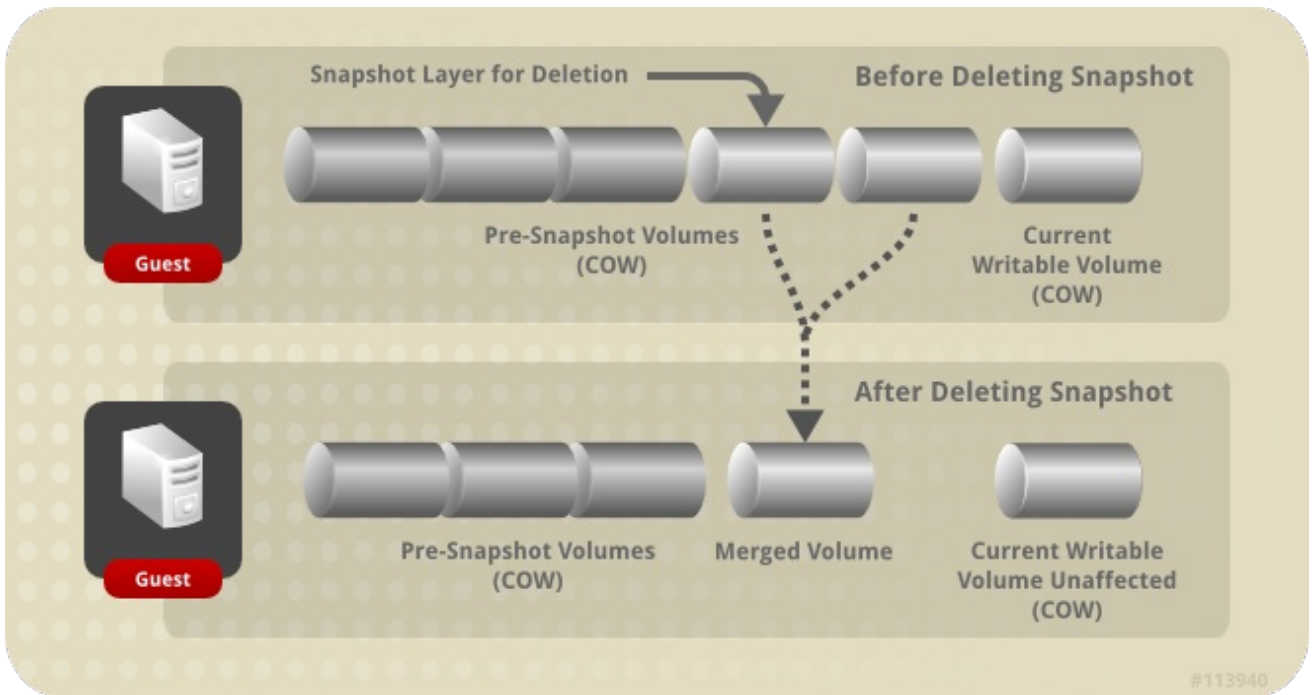 Snapshot Layer for Deletion
Before Deleting Snapshot
Guest
Pre-Snapshot Volumes
(COW)
Current
Writable Volume
(COW)
After Deleting Snapshot
Guest
Pre-Snapshot Volumes
(COW)
Merged Volume
Current Writable
Volume Unaffected
(COW)
#113940